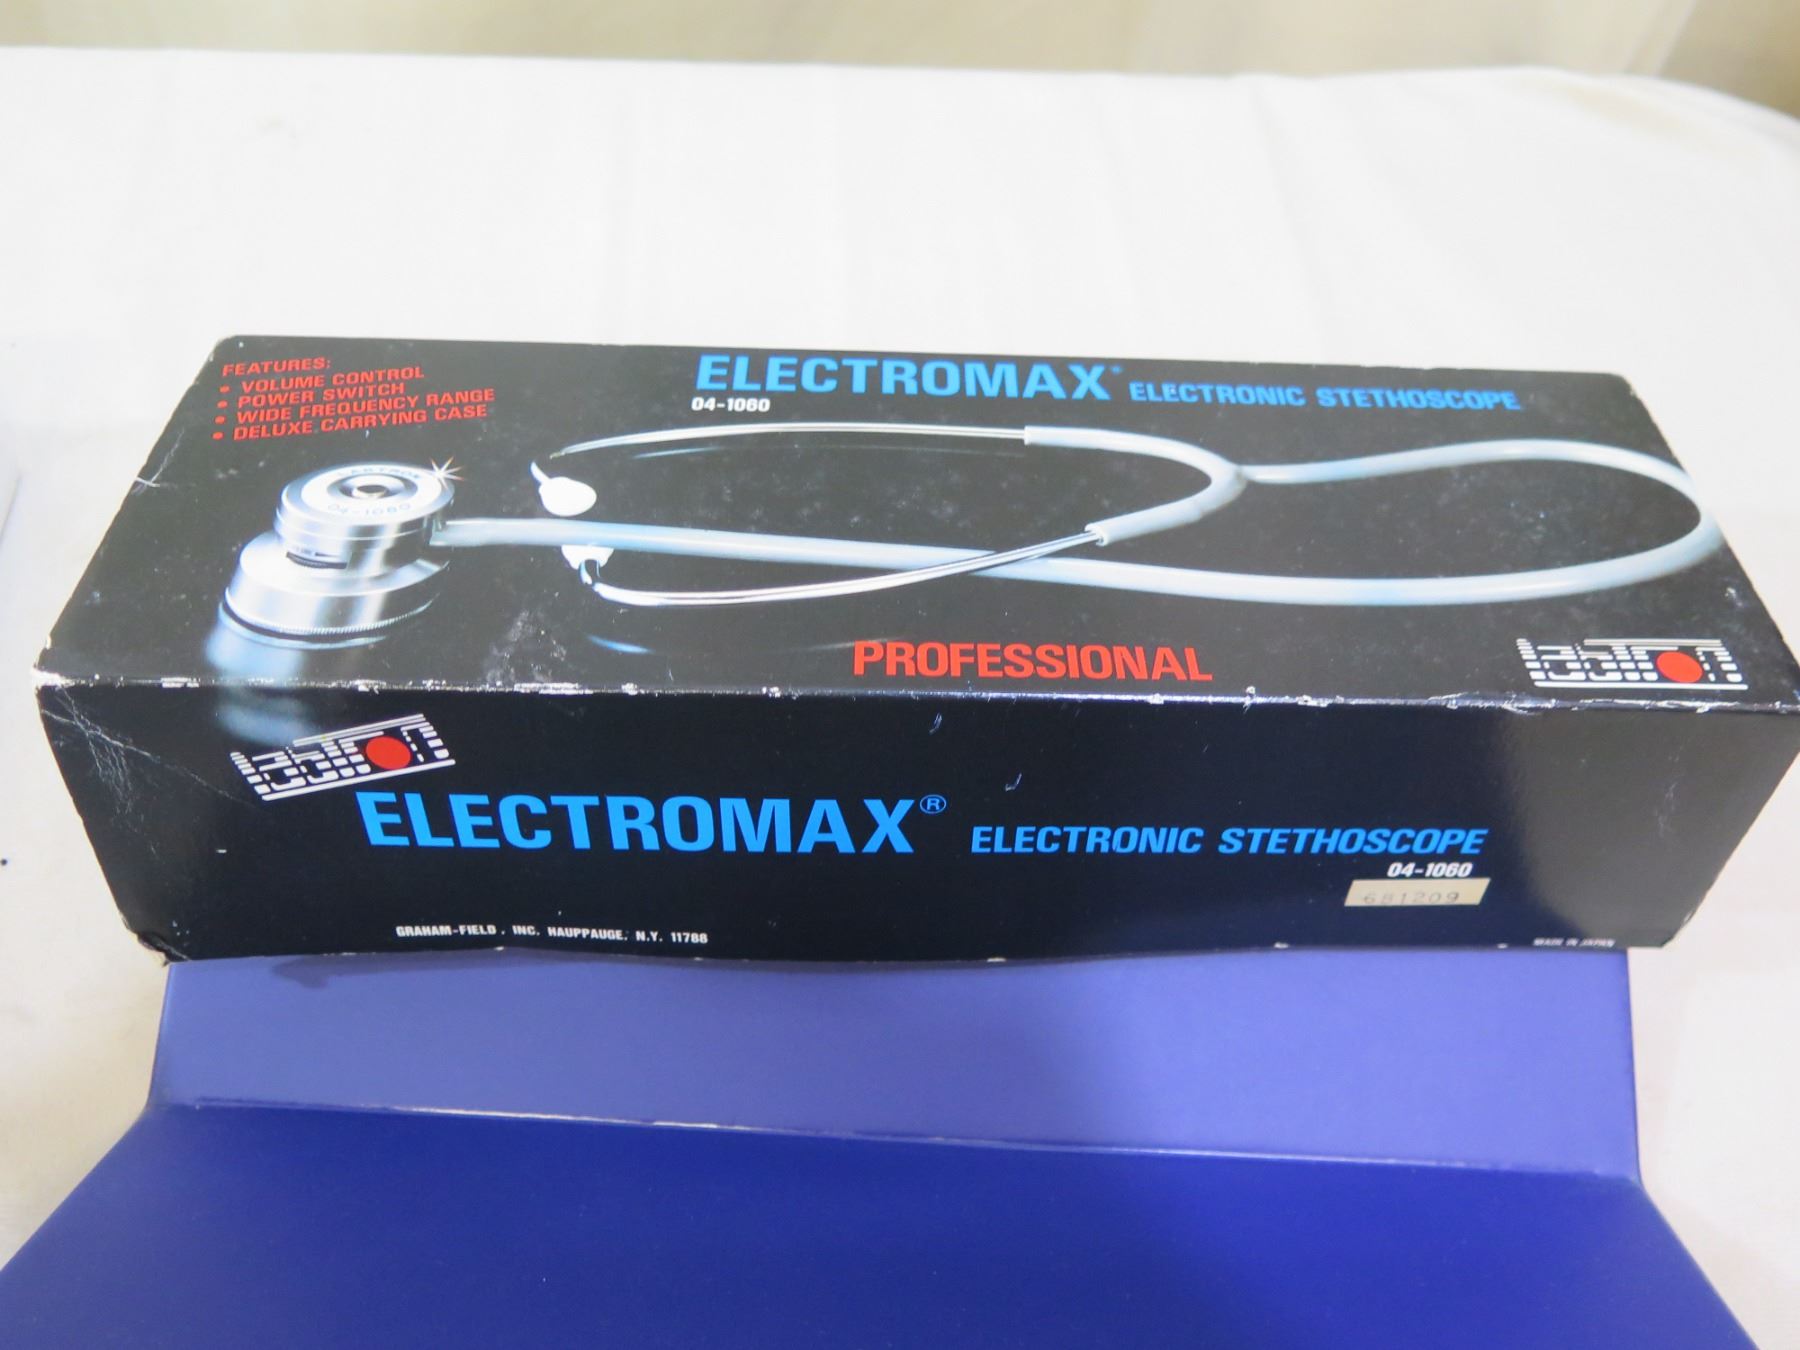 FEATURES:
• VOLUME CONTROL
• POWER SWITCH
• WIDE FREQUENCY RANGE
• DELUXE CARRYING CASE
ELECTROMAX® ELECTRONIC STETHOSCOPE
04-1060
LABTRON
04-1060
PROFESSIONAL
labtron
labtron
ELECTROMAX® ELECTRONIC STETHOSCOPE
04-1060
681209
GRAHAM-FIELD, INC. HAUPPAUGE, N.Y. 11788
MADE IN JAPAN